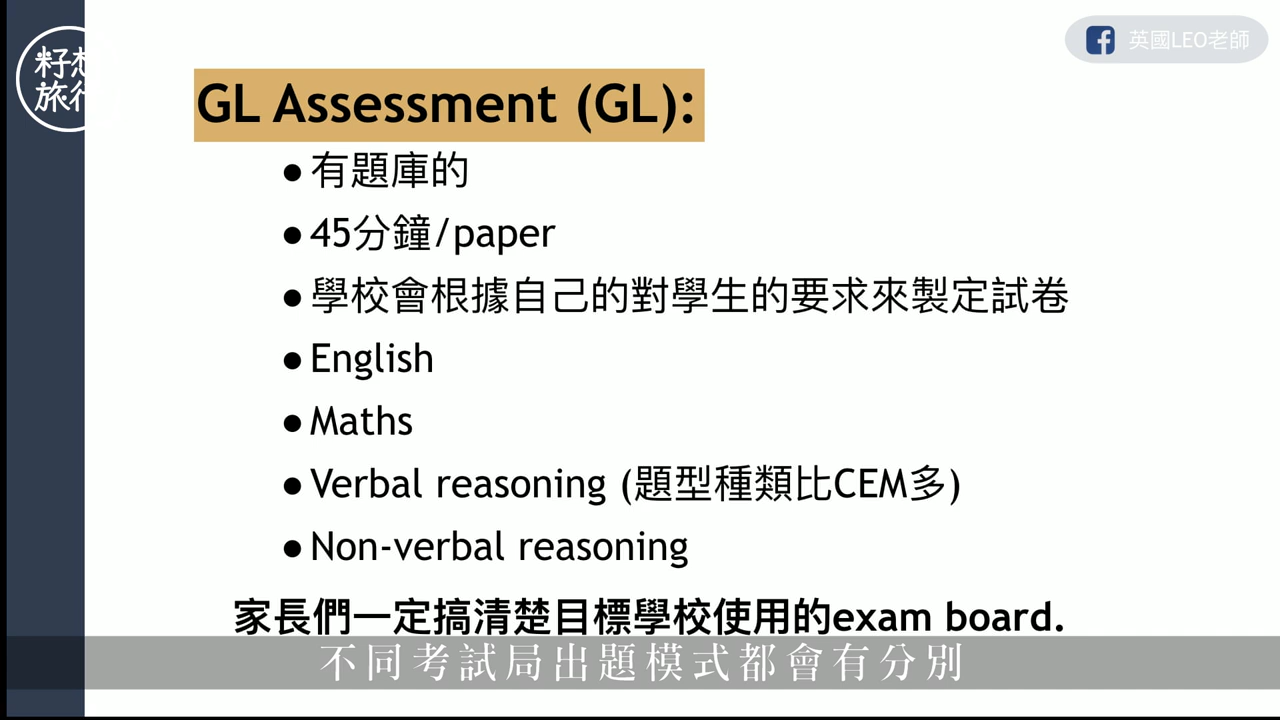 籽想
旅行
英國LEO老師
GL Assessment (GL):
● 有題庫的
● 45分鐘/paper
● 學校會根據自己的對學生的要求來製定試卷
● English
● Maths
● Verbal reasoning (題型種類比CEM多)
● Non-verbal reasoning
家長們一定搞清楚目標學校使用的exam board.
不同考試局出題模式都會有分別